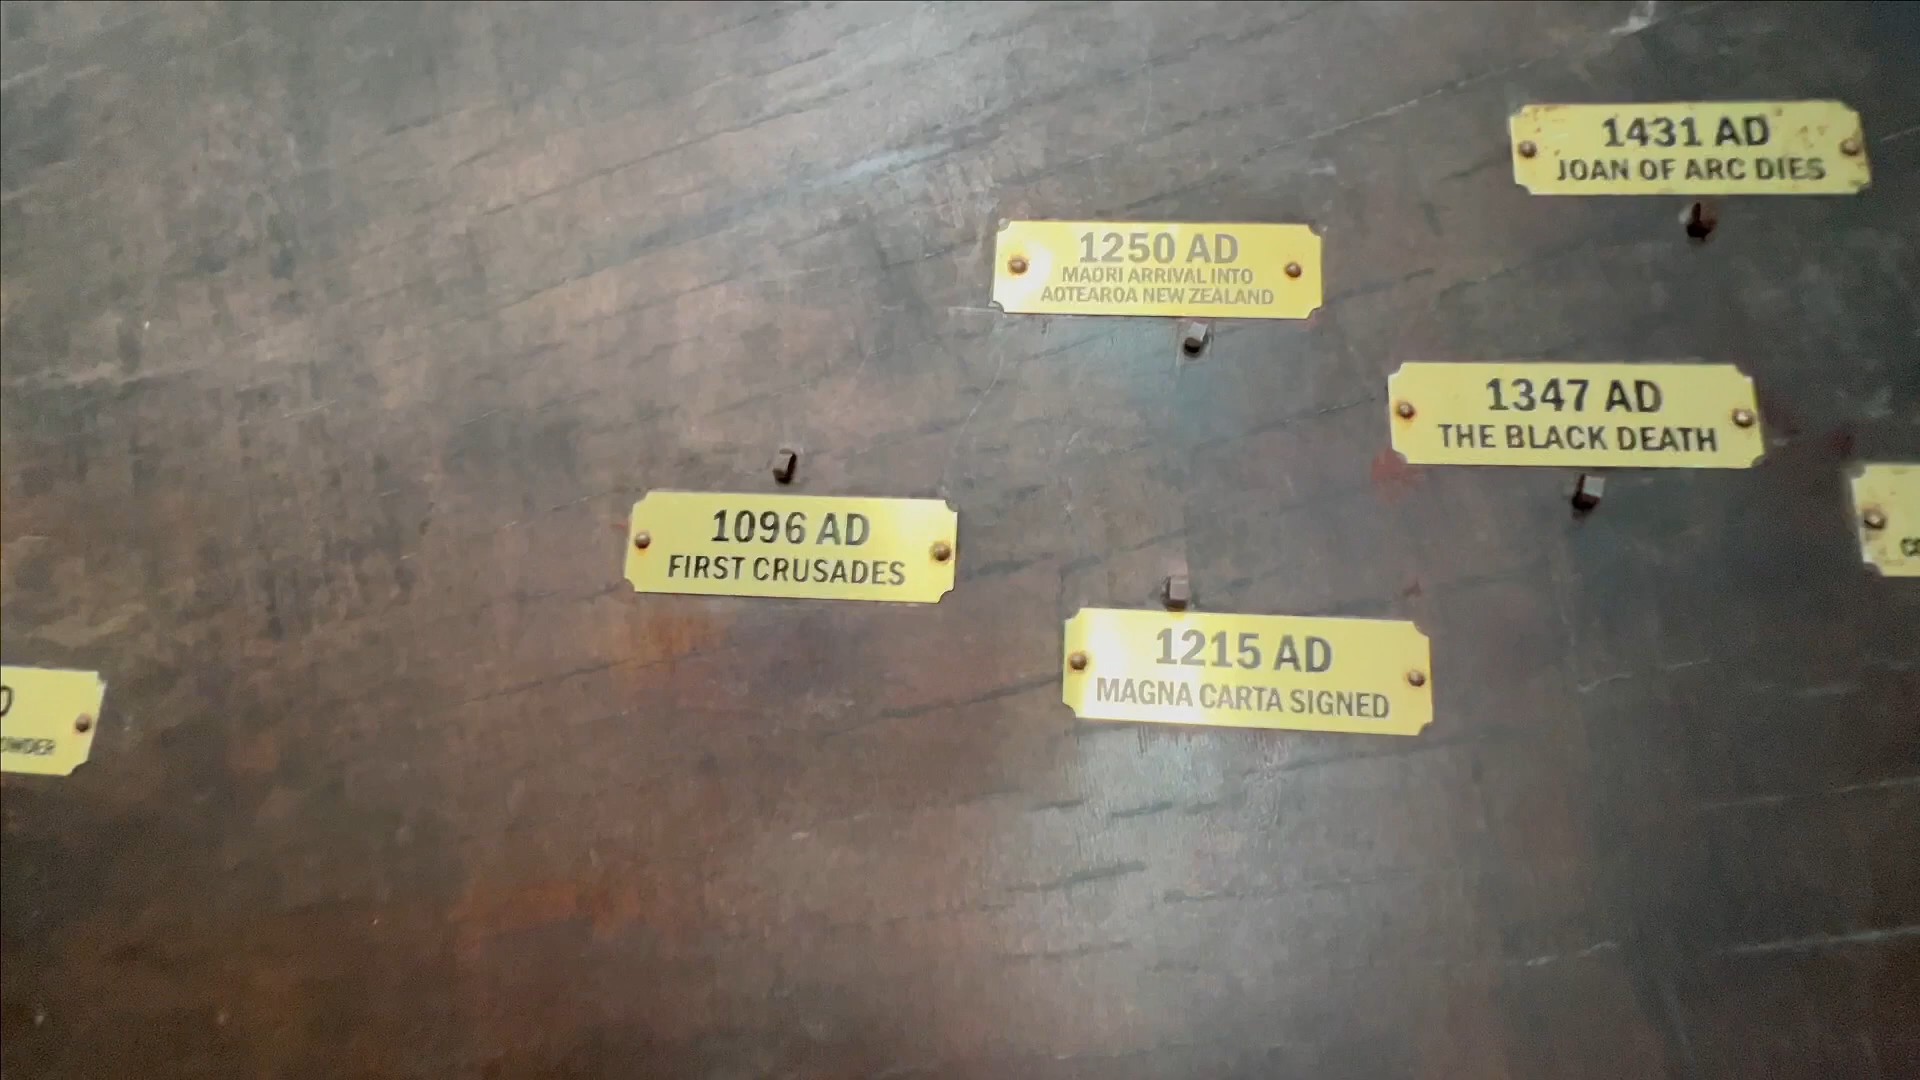 1431 AD
JOAN OF ARC DIES
1250 AD
MAORI ARRIVAL INTO
AOTEAROA NEW ZEALAND
1347 AD
THE BLACK DEATH
1096 AD
FIRST CRUSADES
1215 AD
MAGNA CARTA SIGNED